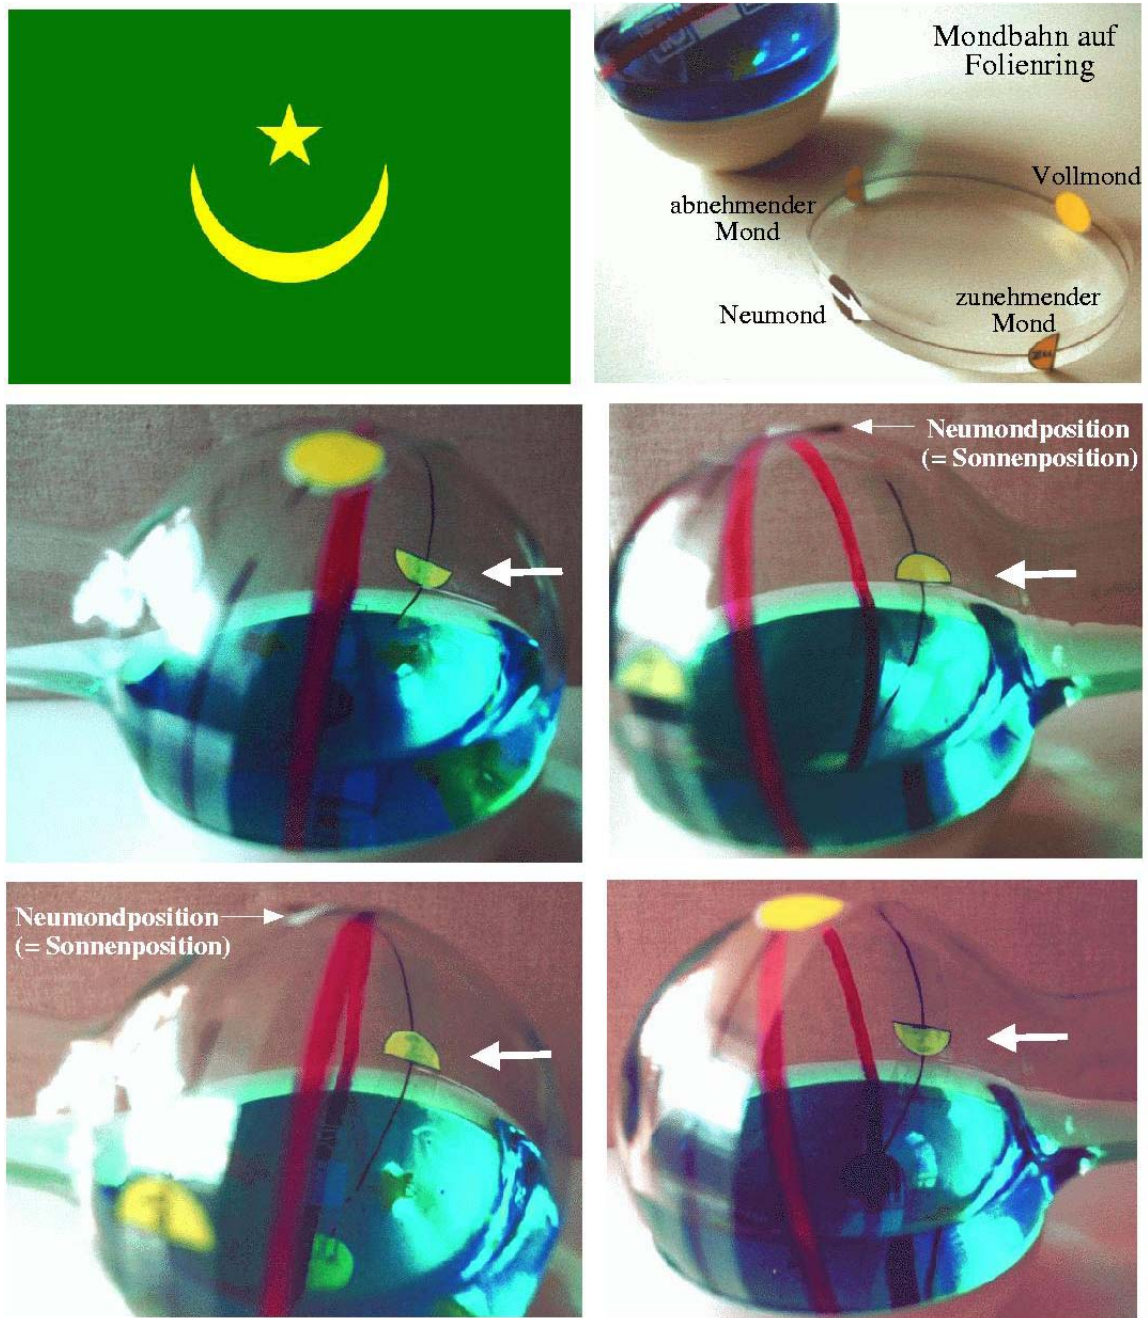 Mondbahn auf
Folienring
Vollmond
abnehmender
Mond
zunehmender
Mond
Neumond
Neumondposition
(= Sonnenposition)
Neumondposition
(= Sonnenposition)